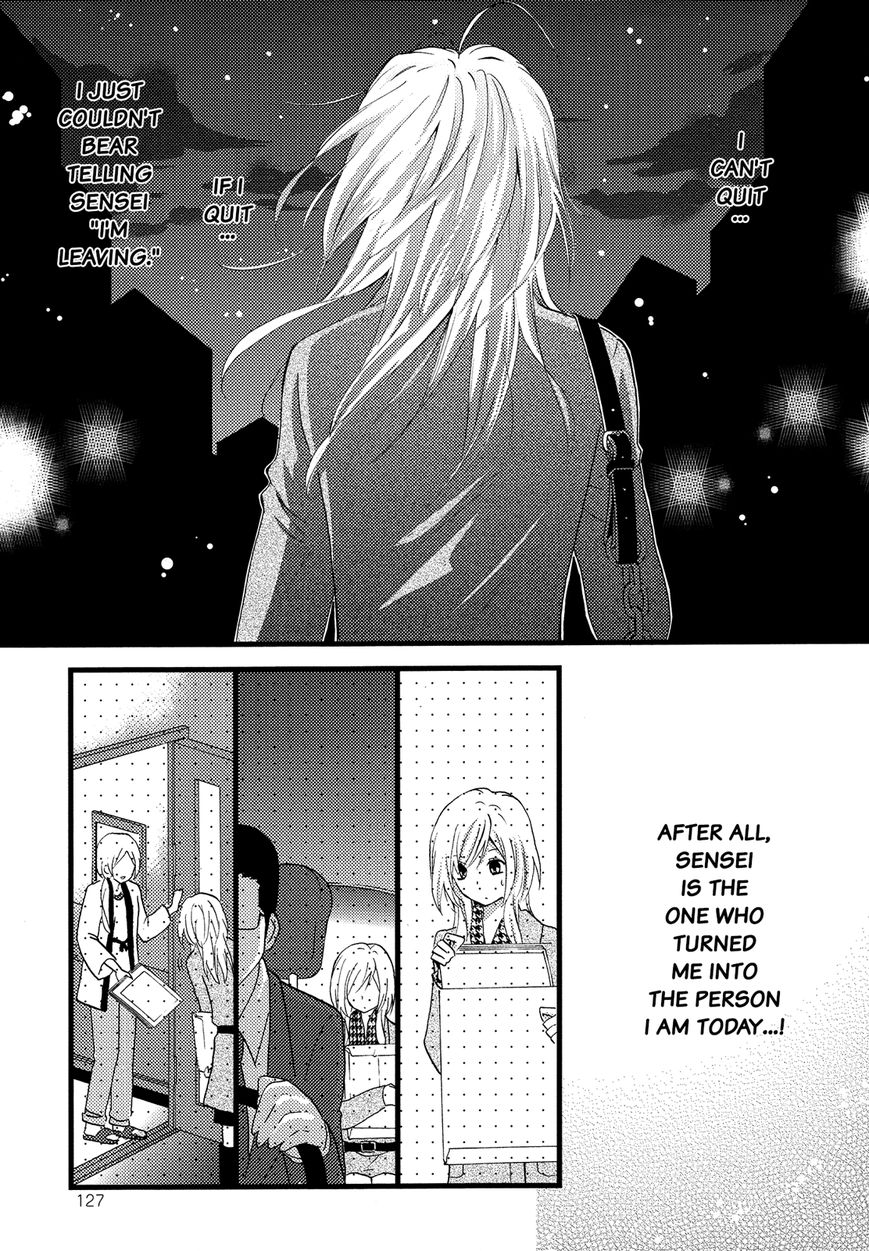 I
CAN'T
QUIT
...
IF I
QUIT
...
I JUST
COULDN'T
BEAR
TELLING
SENSEI
"I'M
LEAVING."
AFTER ALL,
SENSEI
IS THE
ONE WHO
TURNED
ME INTO
THE PERSON
I AM TODAY...!
127